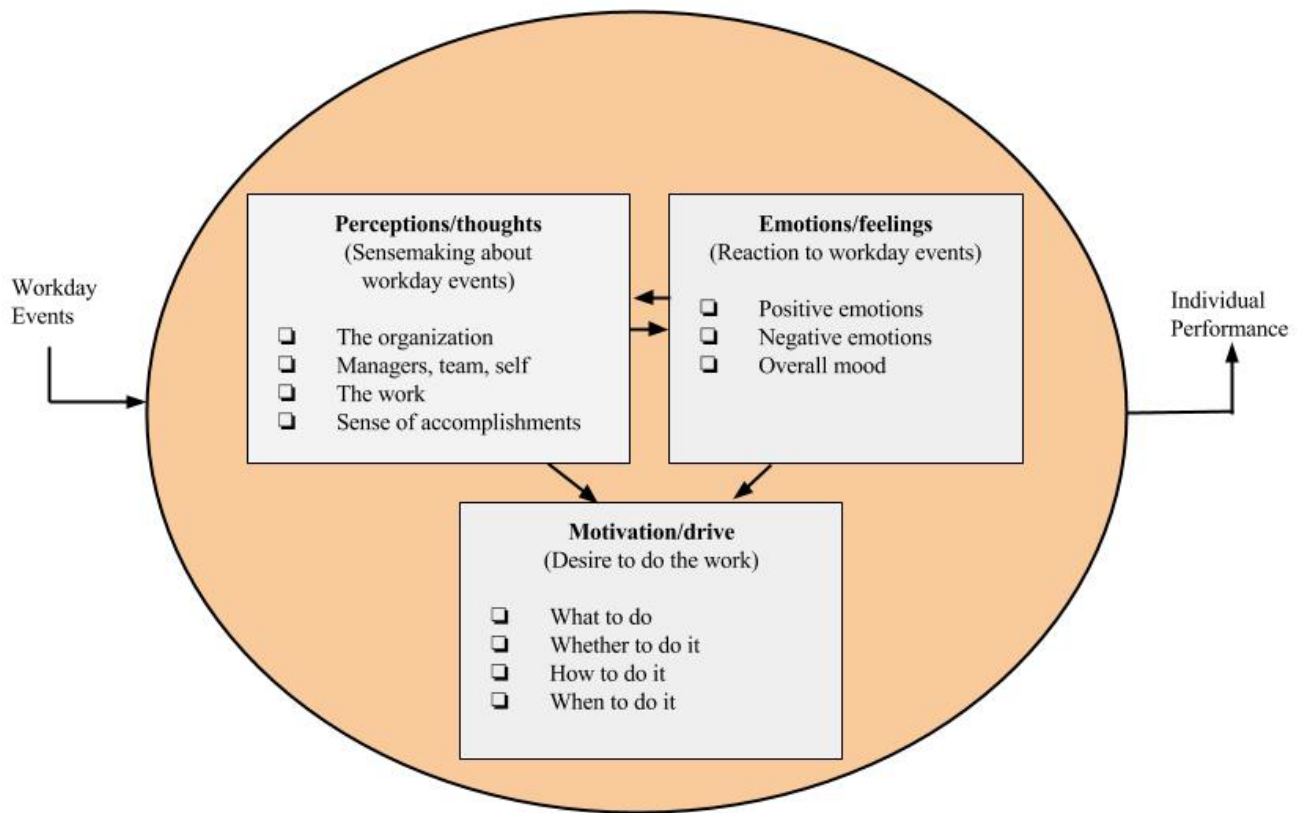 Workday
Events
Perceptions/thoughts
(Sensemaking about
workday events)
❏ The organization
❏ Managers, team, self
❏ The work
❏ Sense of accomplishments
Emotions/feelings
(Reaction to workday events)
❏ Positive emotions
❏ Negative emotions
❏ Overall mood
Motivation/drive
(Desire to do the work)
❏ What to do
❏ Whether to do it
❏ How to do it
❏ When to do it
Individual
Performance